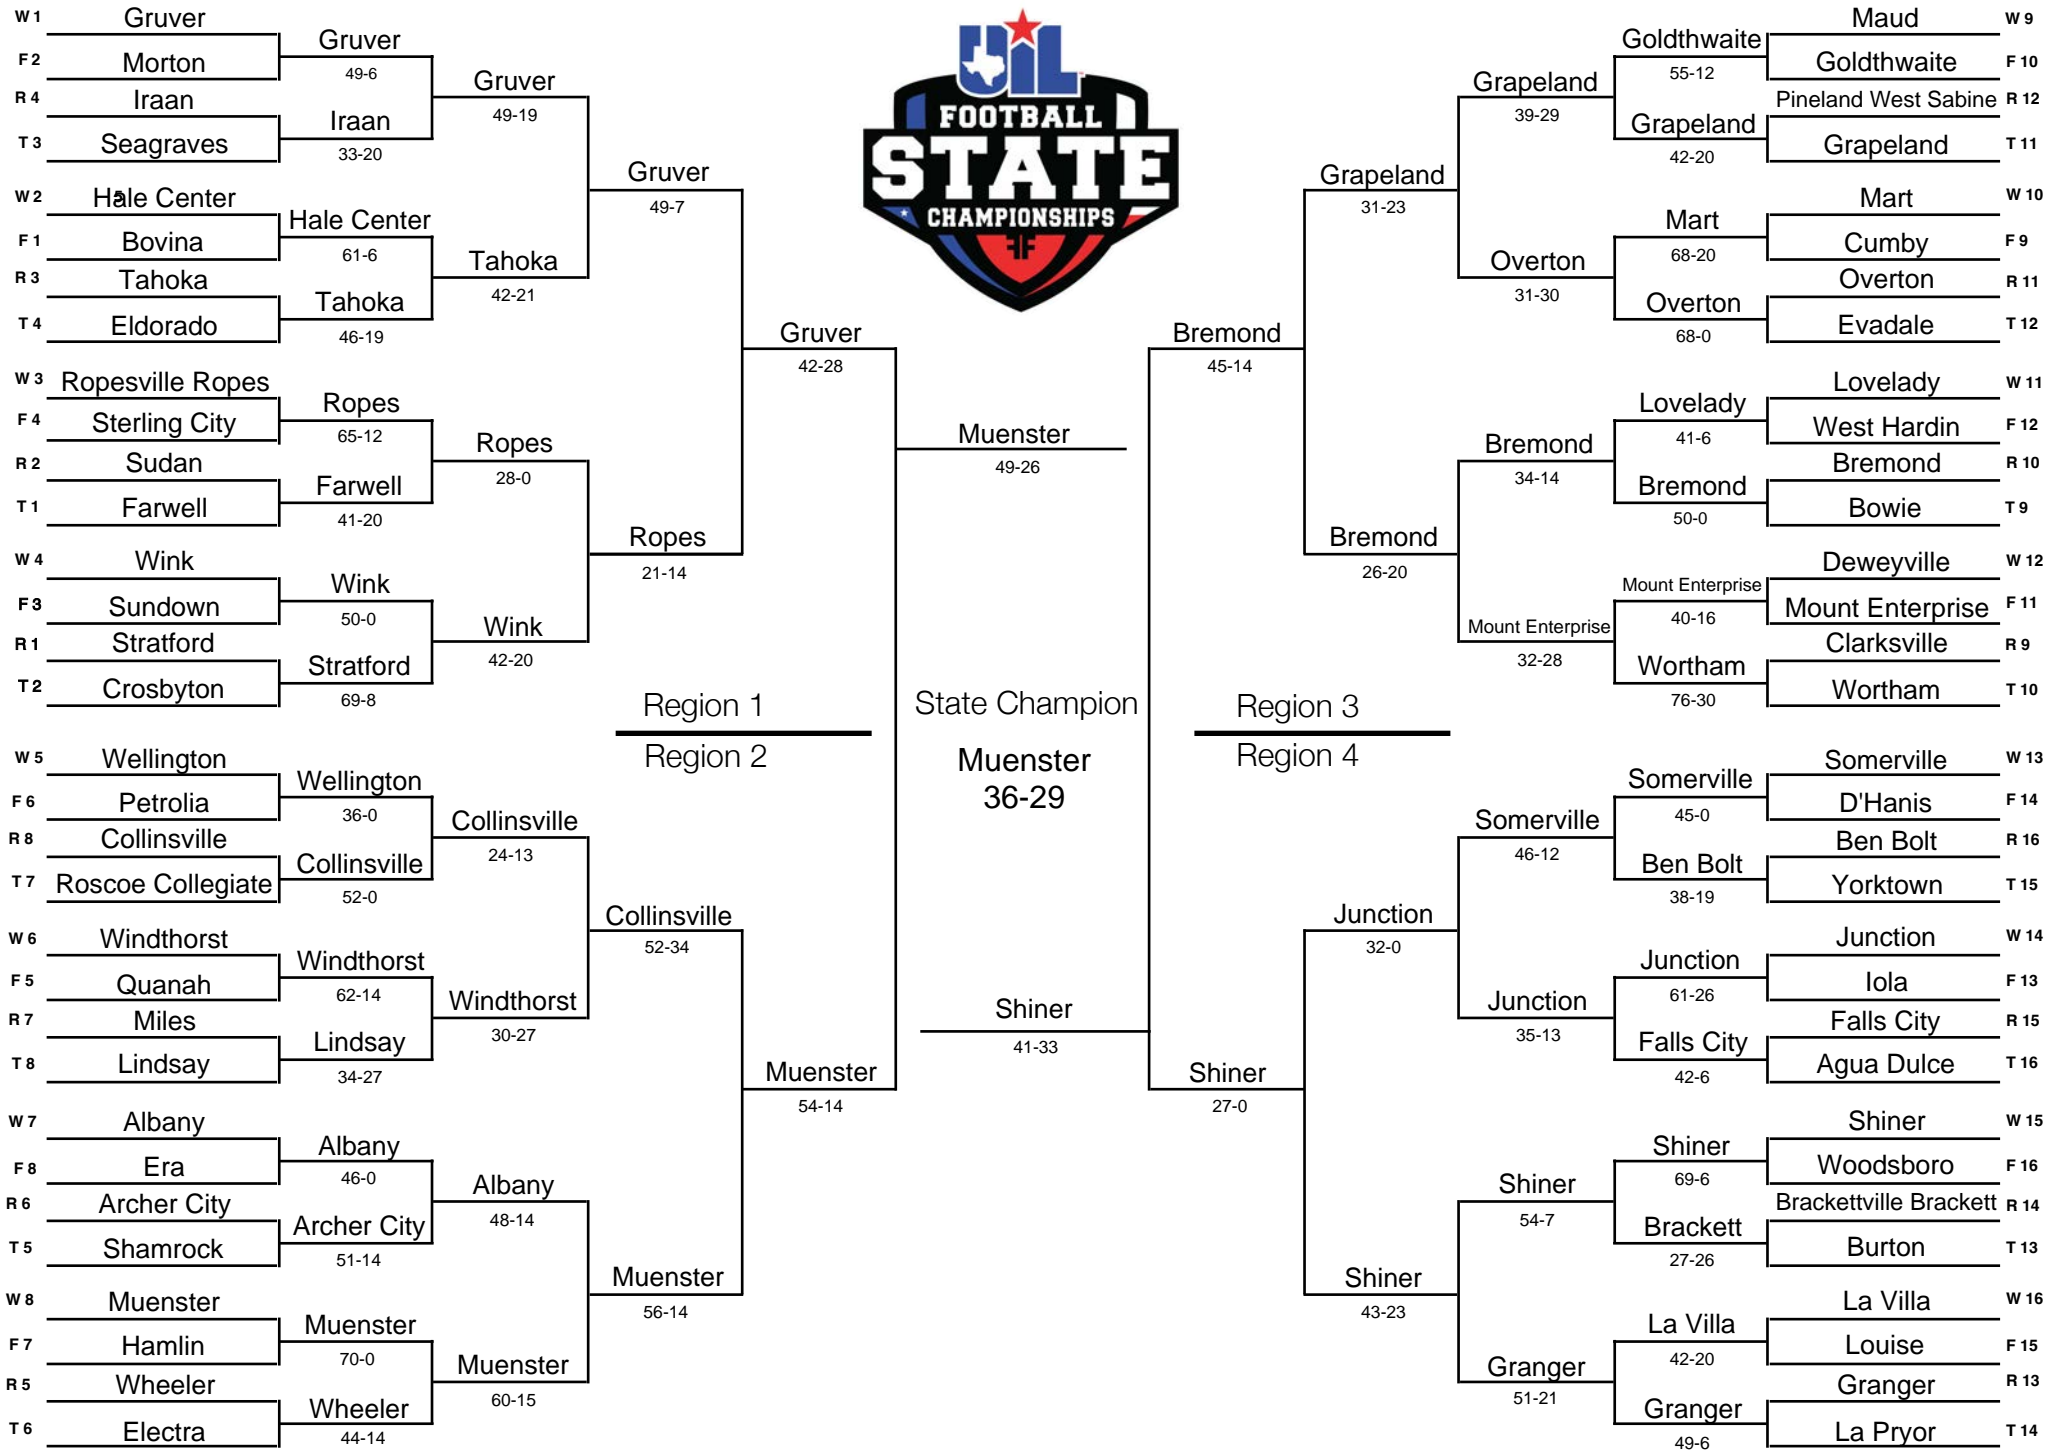 W 1 Gruver
F 2 Morton
R 4 Iraan
T 3 Seagraves
W 2 Hale Center
F 1 Bovina
R 3 Tahoka
T 4 Eldorado
W 3 Ropesville Ropes
F 4 Sterling City
R 2 Sudan
T 1 Farwell
W 4 Wink
F 3 Sundown
R 1 Stratford
T 2 Crosbyton
W 5 Wellington
F 6 Petrolia
R 8 Collinsville
T 7 Roscoe Collegiate
W 6 Windthorst
F 5 Quanah
R 7 Miles
T 8 Lindsay
W 7 Albany
F 8 Era
R 6 Archer City
T 5 Shamrock
W 8 Muenster
F 7 Hamlin
R 5 Wheeler
T 6 Electra
Gruver
49-6
Iraan
33-20
Hale Center
61-6
Tahoka
46-19
Ropes
65-12
Farwell
41-20
Wink
50-0
Stratford
69-8
Wellington
36-0
Collinsville
52-0
Windthorst
62-14
Lindsay
34-27
Albany
46-0
Archer City
51-14
Muenster
70-0
Wheeler
44-14
Gruver
49-19
Tahoka
42-21
Ropes
28-0
Wink
42-20
Collinsville
24-13
Windthorst
30-27
Albany
48-14
Muenster
60-15
Gruver
49-7
Ropes
21-14
Collinsville
52-34
Muenster
56-14
Gruver
42-28
Muenster
54-14
Region 1
Region 2
UIL
FOOTBALL
STATE
CHAMPIONSHIPS
Muenster
49-26
State Champion
Muenster
36-29
Shiner
41-33
Region 3
Region 4
Bremond
45-14
Shiner
27-0
Grapeland
31-23
Bremond
26-20
Junction
32-0
Shiner
43-23
Grapeland
39-29
Overton
31-30
Bremond
34-14
Mount Enterprise
32-28
Somerville
46-12
Junction
35-13
Shiner
54-7
Granger
51-21
Goldthwaite
55-12
Grapeland
42-20
Mart
68-20
Overton
68-0
Lovelady
41-6
Bremond
50-0
Mount Enterprise
40-16
Wortham
76-30
Somerville
45-0
Ben Bolt
38-19
Junction
61-26
Falls City
42-6
Shiner
69-6
Brackett
27-26
La Villa
42-20
Granger
49-6
Maud W 9
Goldthwaite F 10
Pineland West Sabine R 12
Grapeland T 11
Mart W 10
Cumby F 9
Overton R 11
Evadale T 12
Lovelady W 11
West Hardin F 12
Bremond R 10
Bowie T 9
Deweyville W 12
Mount Enterprise F 11
Clarksville R 9
Wortham T 10
Somerville W 13
D'Hanis F 14
Ben Bolt R 16
Yorktown T 15
Junction W 14
Iola F 13
Falls City R 15
Agua Dulce T 16
Shiner W 15
Woodsboro F 16
Brackettville Brackett R 14
Burton T 13
La Villa W 16
Louise F 15
Granger R 13
La Pryor T 14